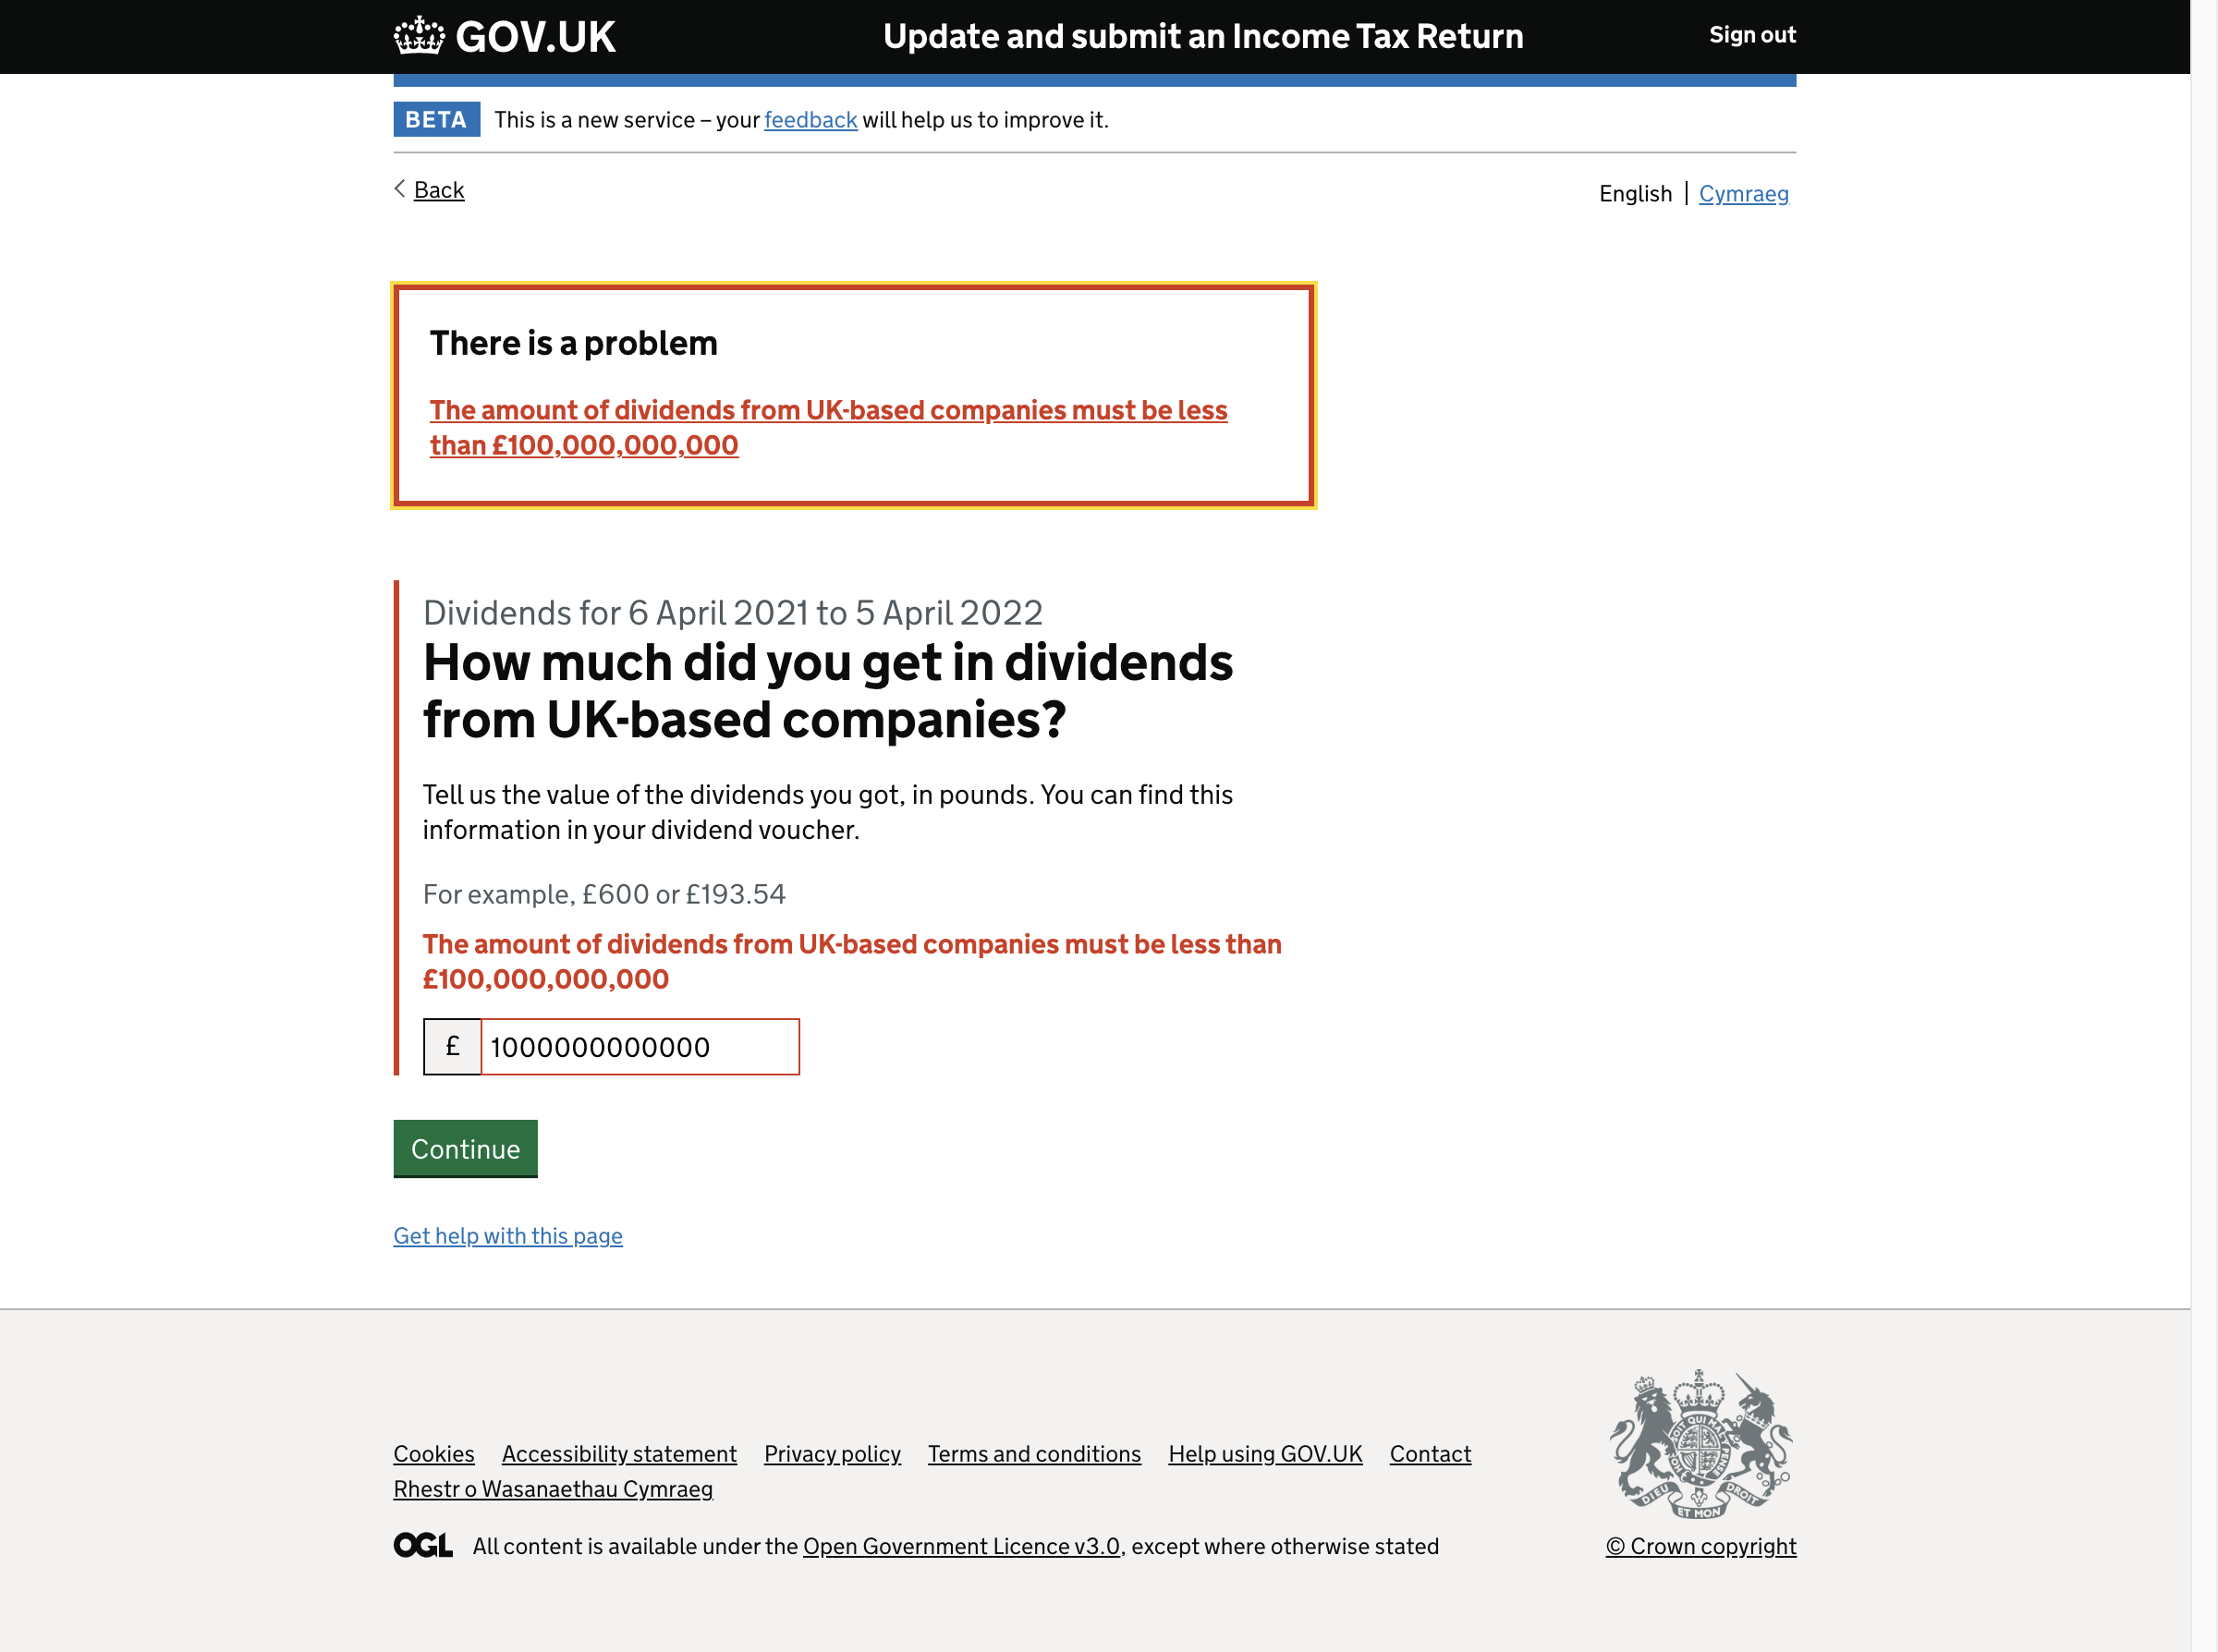 GOV.UK
Update and submit an Income Tax Return
Sign out
BETA This is a new service – your feedback will help us to improve it.
Back
English | Cymraeg
There is a problem
The amount of dividends from UK-based companies must be less
than £100,000,000,000
Dividends for 6 April 2021 to 5 April 2022
How much did you get in dividends
from UK-based companies?
Tell us the value of the dividends you got, in pounds. You can find this
information in your dividend voucher.
For example, £600 or £193.54
The amount of dividends from UK-based companies must be less than
£100,000,000,000
£ 1000000000000
Continue
Get help with this page
Cookies Accessibility statement Privacy policy Terms and conditions Help using GOV.UK Contact
Rhestr o Wasanaethau Cymraeg
DIEU ET MON DROIT
OGL All content is available under the Open Government Licence v3.0, except where otherwise stated
© Crown copyright